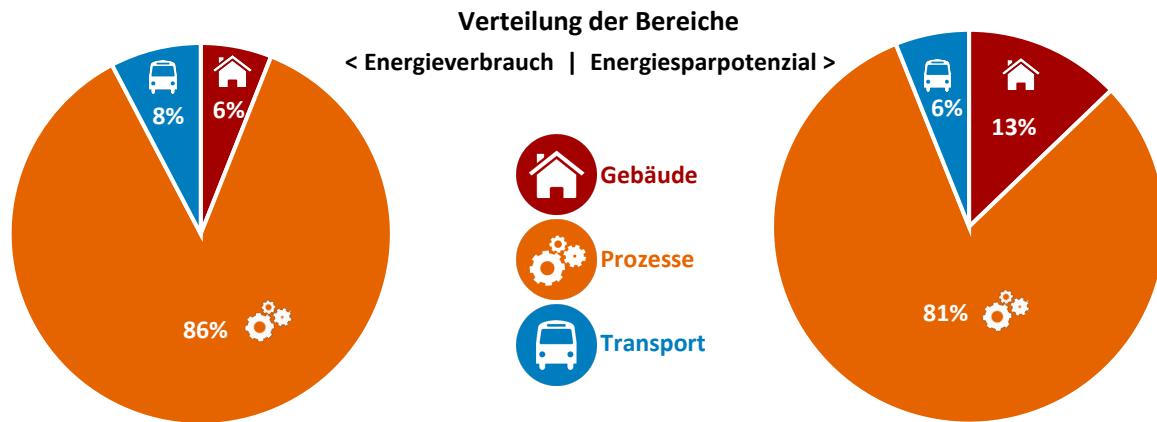 Verteilung der Bereiche
< Energieverbrauch | Energiesparpotenzial >
8%
6%
86%
Gebäude
Prozesse
Transport
6%
13%
81%